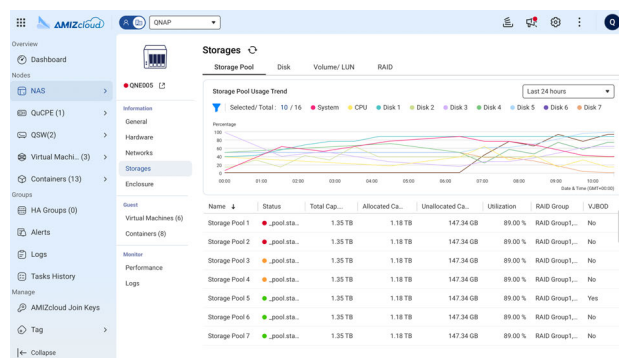 AMIZcloud
QNAP
Q
Overview
Dashboard
Nodes
NAS
QuCPE (1)
QSW(2)
Virtual Machi... (3)
Containers (13)
Groups
HA Groups (0)
Alerts
Logs
Tasks History
Manage
AMIZcloud Join Keys
Tag
Collapse
QNE005
Information
General
Hardware
Networks
Storages
Enclosure
Guest
Virtual Machines (6)
Containers (8)
Monitor
Performance
Logs
Storages
Storage Pool Disk Volume/ LUN RAID
Storage Pool Usage Trend
Last 24 hours
Selected/ Total : 10 / 16 System CPU Disk 1 Disk 2 Disk 3 Disk 4 Disk 5 Disk 6 Disk 7
Percentage
100
80
60
40
20
0
00:00 01:00 02:00 03:00 04:00 05:00 06:00 07:00 08:00 09:00 10:00
Date & Time (GMT+00:00)
Name Status Total Cap... Allocated Ca... Unallocated Ca... Utilization RAID Group VJBOD
Storage Pool 1 _pool.sta... 1.35 TB 1.18 TB 147.34 GB 89.00 % RAID Group1,... No
Storage Pool 2 _pool.sta... 1.35 TB 1.18 TB 147.34 GB 89.00 % RAID Group1,... No
Storage Pool 3 _pool.sta... 1.35 TB 1.18 TB 147.34 GB 89.00 % RAID Group1,... No
Storage Pool 4 _pool.sta... 1.35 TB 1.18 TB 147.34 GB 89.00 % RAID Group1,... No
Storage Pool 5 _pool.sta... 1.35 TB 1.18 TB 147.34 GB 89.00 % RAID Group1,... Yes
Storage Pool 6 _pool.sta... 1.35 TB 1.18 TB 147.34 GB 89.00 % RAID Group1,... No
Storage Pool 7 _pool.sta... 1.35 TB 1.18 TB 147.34 GB 89.00 % RAID Group1,... No